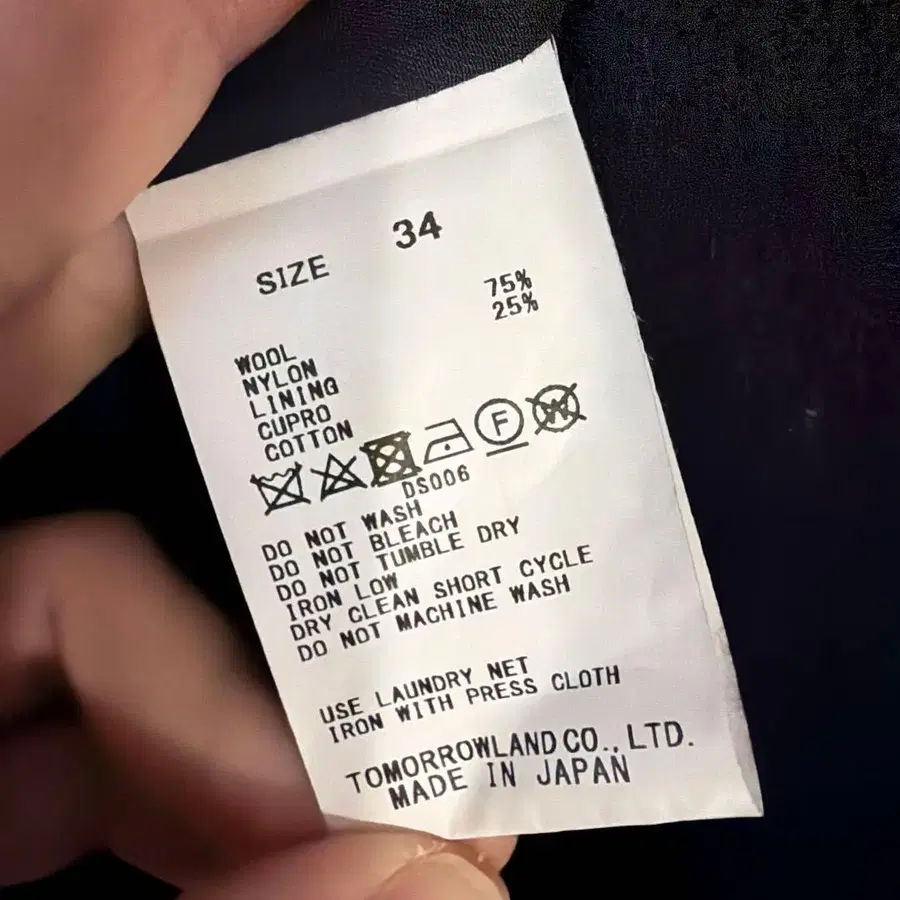 SIZE 34
75%
25%
WOOL
NYLON
LINING
CUPRO
COTTON
F W
DS006
DO NOT WASH
DO NOT BLEACH
DO NOT TUMBLE DRY
IRON LOW
DRY CLEAN SHORT CYCLE
DO NOT MACHINE WASH
USE LAUNDRY NET
IRON WITH PRESS CLOTH
TOMORROWLAND CO., LTD.
MADE IN JAPAN